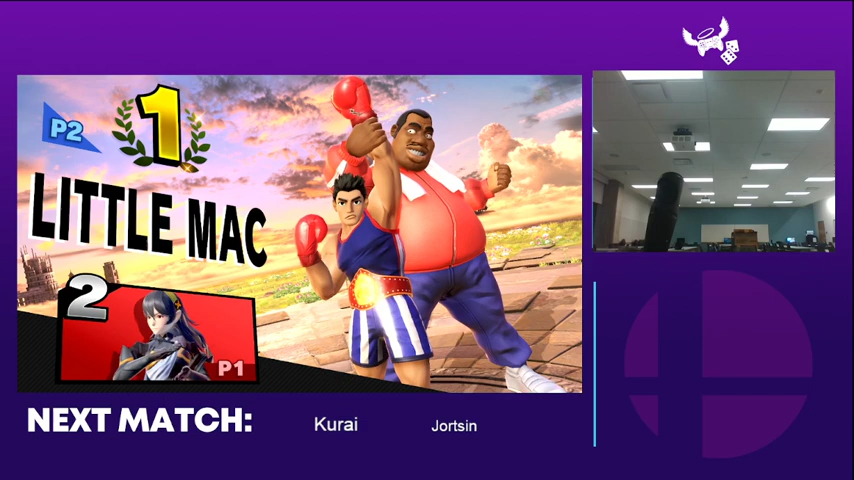 P2
1
LITTLE MAC
2
P1
NEXT MATCH:
Kurai
Jortsin